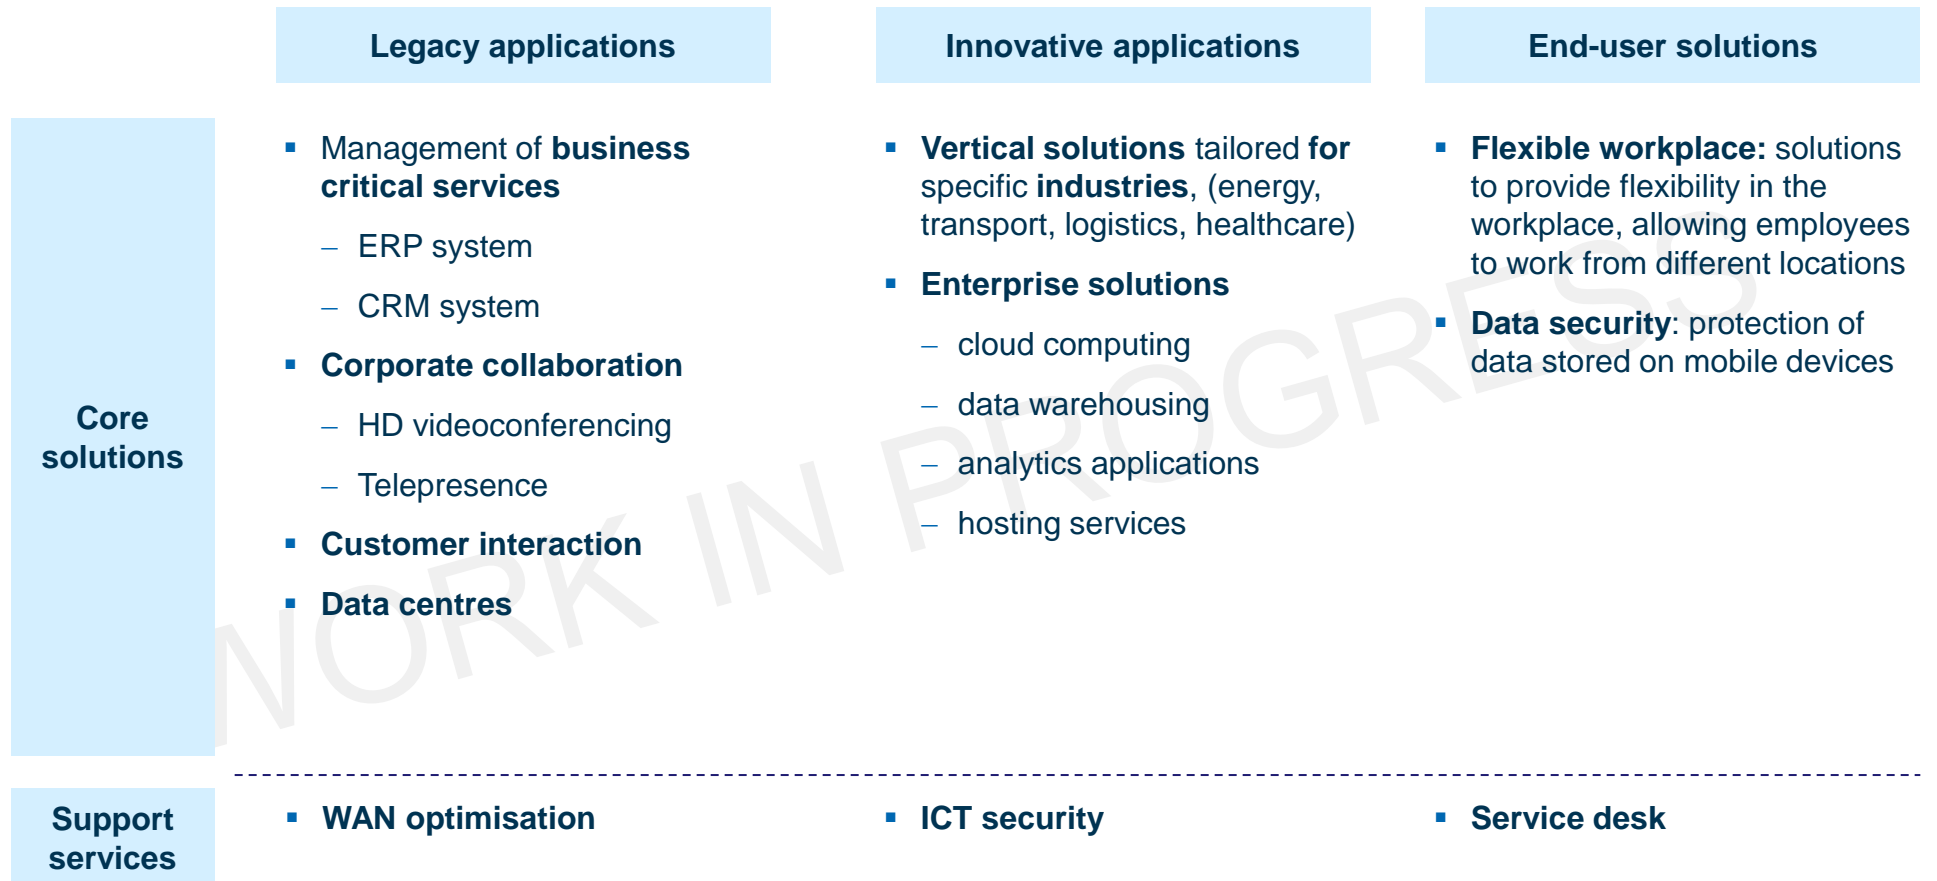 Legacy applications
Innovative applications
End-user solutions
Core
solutions
▪ Management of business
critical services
– ERP system
– CRM system
▪ Corporate collaboration
– HD videoconferencing
– Telepresence
▪ Customer interaction
▪ Data centres
▪ Vertical solutions tailored for
specific industries, (energy,
transport, logistics, healthcare)
▪ Enterprise solutions
– cloud computing
– data warehousing
– analytics applications
– hosting services
▪ Flexible workplace: solutions
to provide flexibility in the
workplace, allowing employees
to work from different locations
▪ Data security: protection of
data stored on mobile devices
WORK IN PROGRESS
Support
services
▪ WAN optimisation
▪ ICT security
▪ Service desk